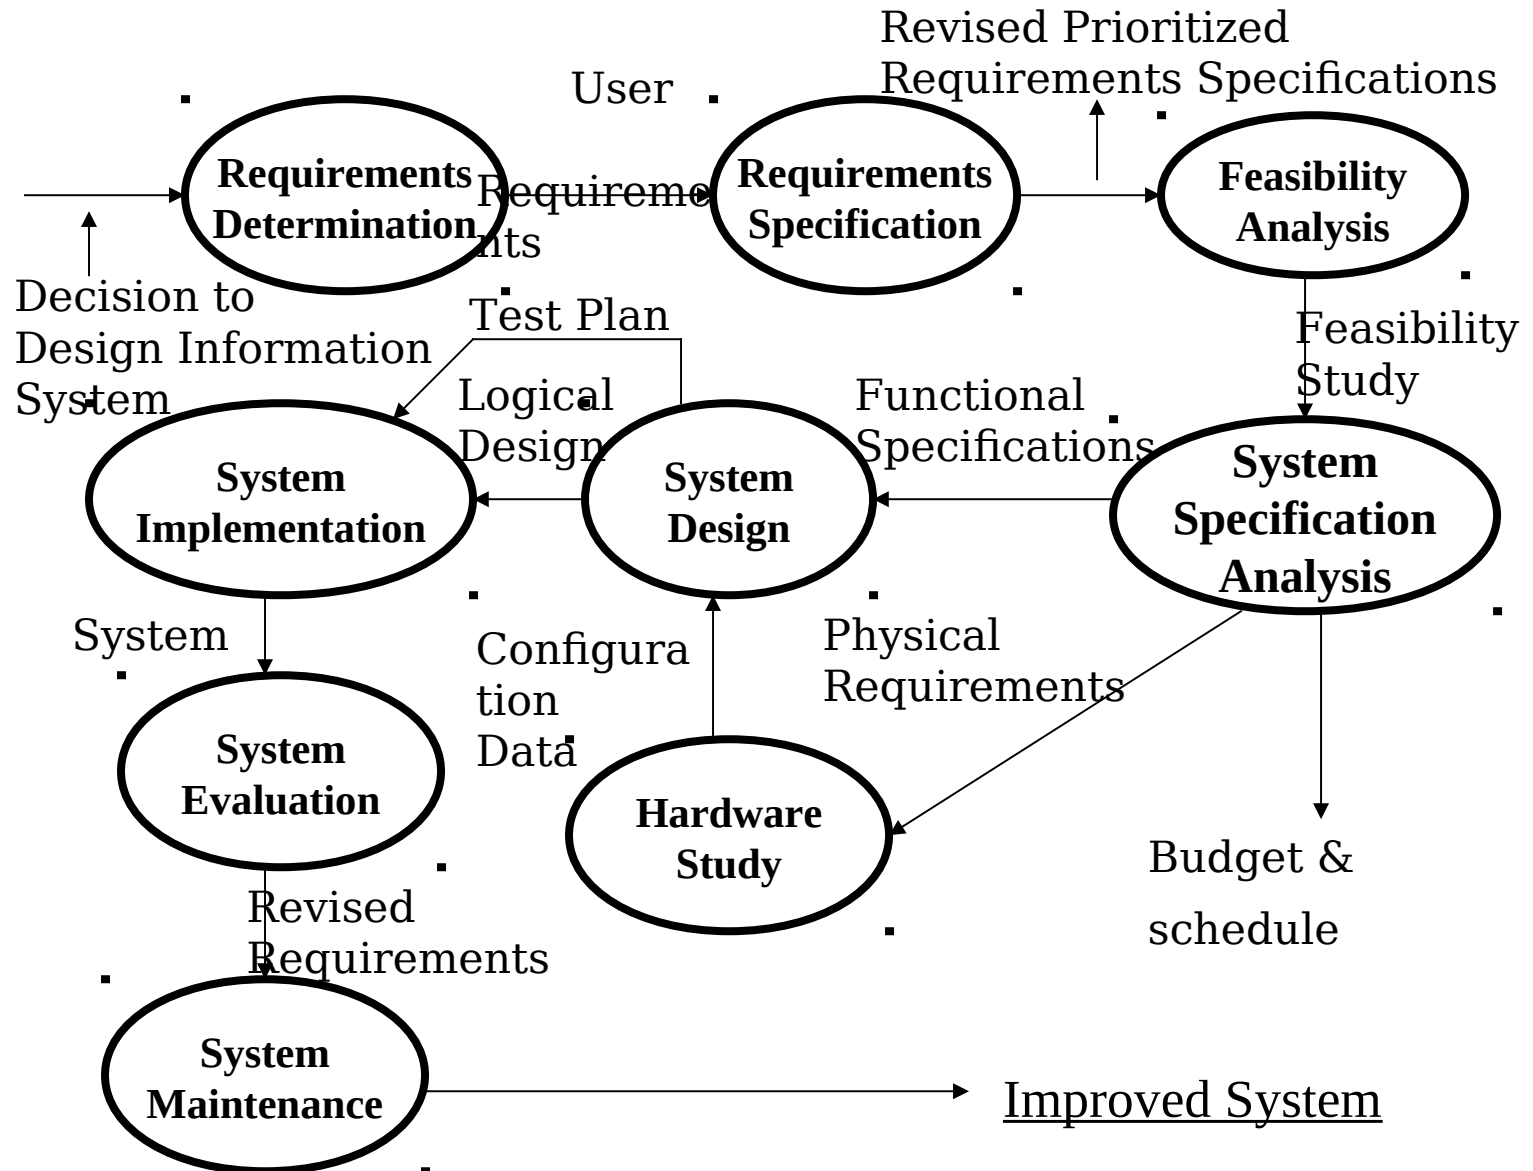 Revised Prioritized
Requirements Specifications
User
Requireme
nts
Requirements
Determination
Requirements
Specification
Feasibility
Analysis
Decision to
Design Information
System
Test Plan
Feasibility
Study
Logical
Design
Functional
Specifications
System
Implementation
System
Design
System
Specification
Analysis
System
Configura
tion
Data
Physical
Requirements
System
Evaluation
Hardware
Study
Budget &
schedule
Revised
Requirements
System
Maintenance
Improved System